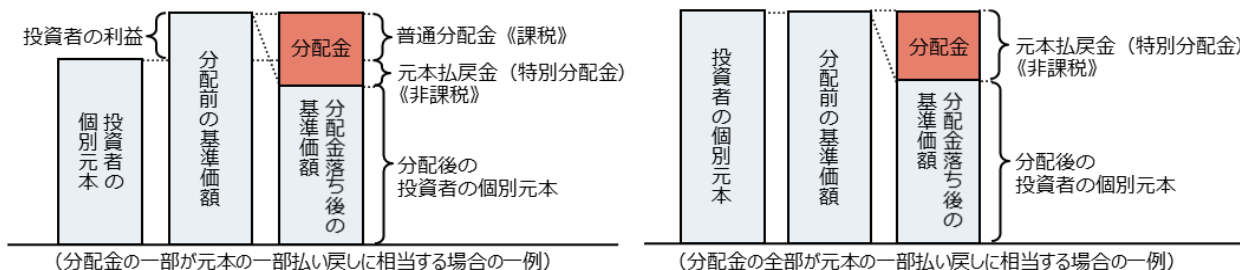 投資者の利益
投資者の
個別元本
分配前の基準価額
分配金
分配金落ち後の
基準価額
普通分配金《課税》
元本払戻金（特別分配金）
《非課税》
分配後の
投資者の個別元本
（分配金の一部が元本の一部払い戻しに相当する場合の一例）
投資者の個別元本
分配前の基準価額
分配金
分配金落ち後の
基準価額
元本払戻金（特別分配金）
《非課税》
分配後の
投資者の個別元本
（分配金の全部が元本の一部払い戻しに相当する場合の一例）